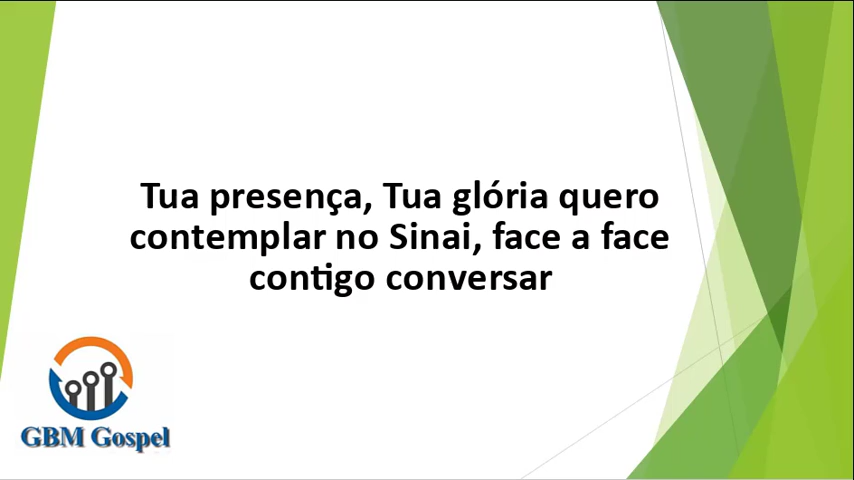 Tua presença, Tua glória quero
contemplar no Sinai, face a face
contigo conversar
GBM Gospel